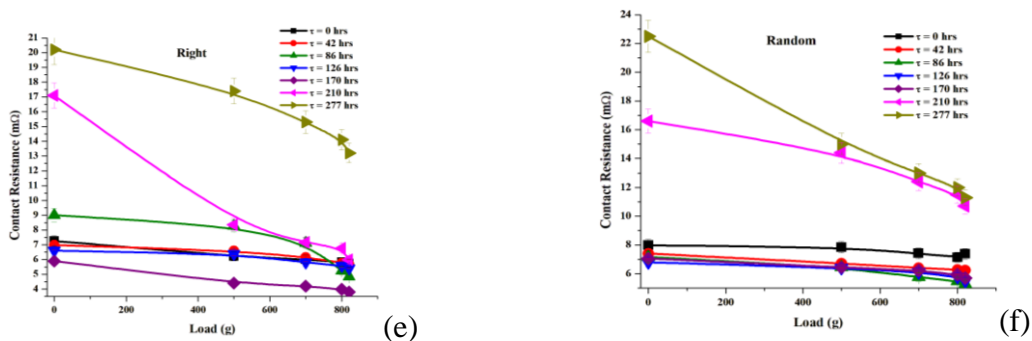 Right
τ = 0 hrs
τ = 42 hrs
τ = 86 hrs
τ = 126 hrs
τ = 170 hrs
τ = 210 hrs
τ = 277 hrs
Contact Resistance (mΩ)
21
20
19
18
17
16
15
14
13
12
11
10
9
8
7
6
5
4
0
200
400
600
800
Load (g)
(e)
Random
τ = 0 hrs
τ = 42 hrs
τ = 86 hrs
τ = 126 hrs
τ = 170 hrs
τ = 210 hrs
τ = 277 hrs
Contact Resistance (mΩ)
24
22
20
18
16
14
12
10
8
6
0
200
400
600
800
Load (g)
(f)